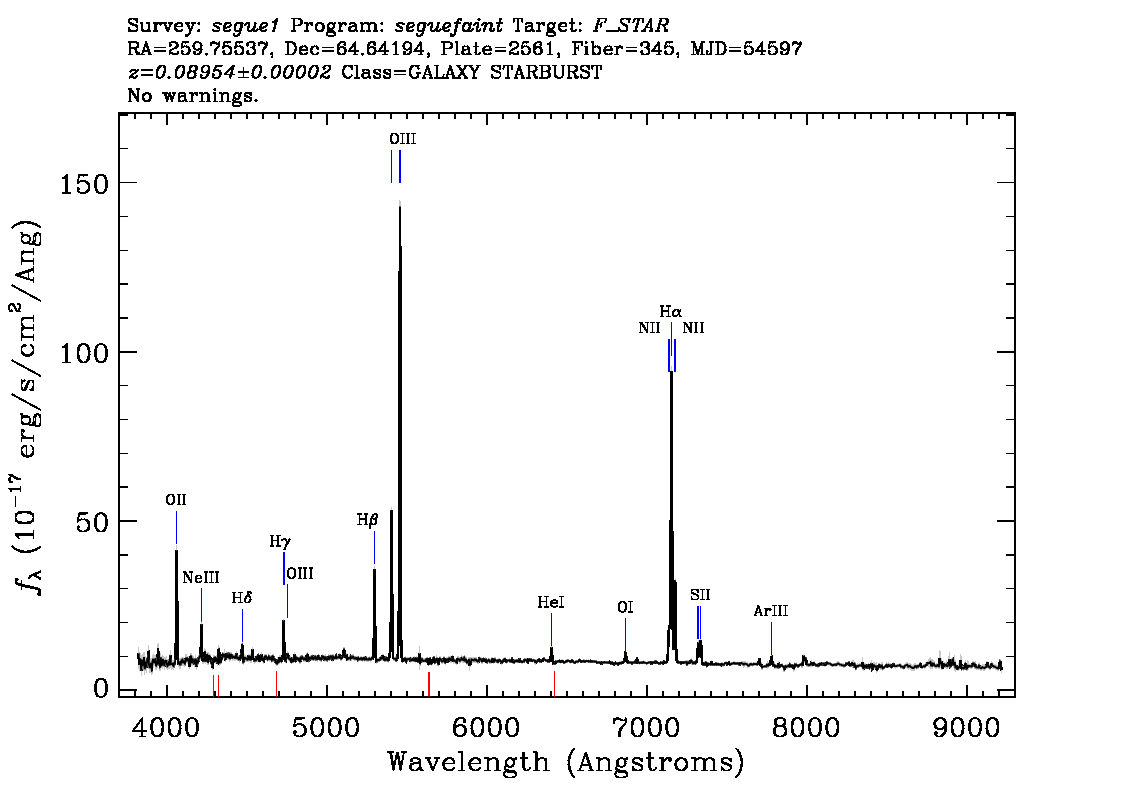 Survey: segue1 Program: seguefaint Target: F_STAR
RA=259.75537, Dec=64.64194, Plate=2561, Fiber=345, MJD=54597
z=0.08954±0.00002 Class=GALAXY STARBURST
No warnings.
OIII
150
Hα
NII NII
100
OII
Hβ
50
Hγ
OIII
NeIII
Hδ
HeI
OI
SII
ArIII
0
4000 5000 6000 7000 8000 9000
Wavelength (Angstroms)
f_λ (10⁻¹⁷ erg/s/cm²/Ang)